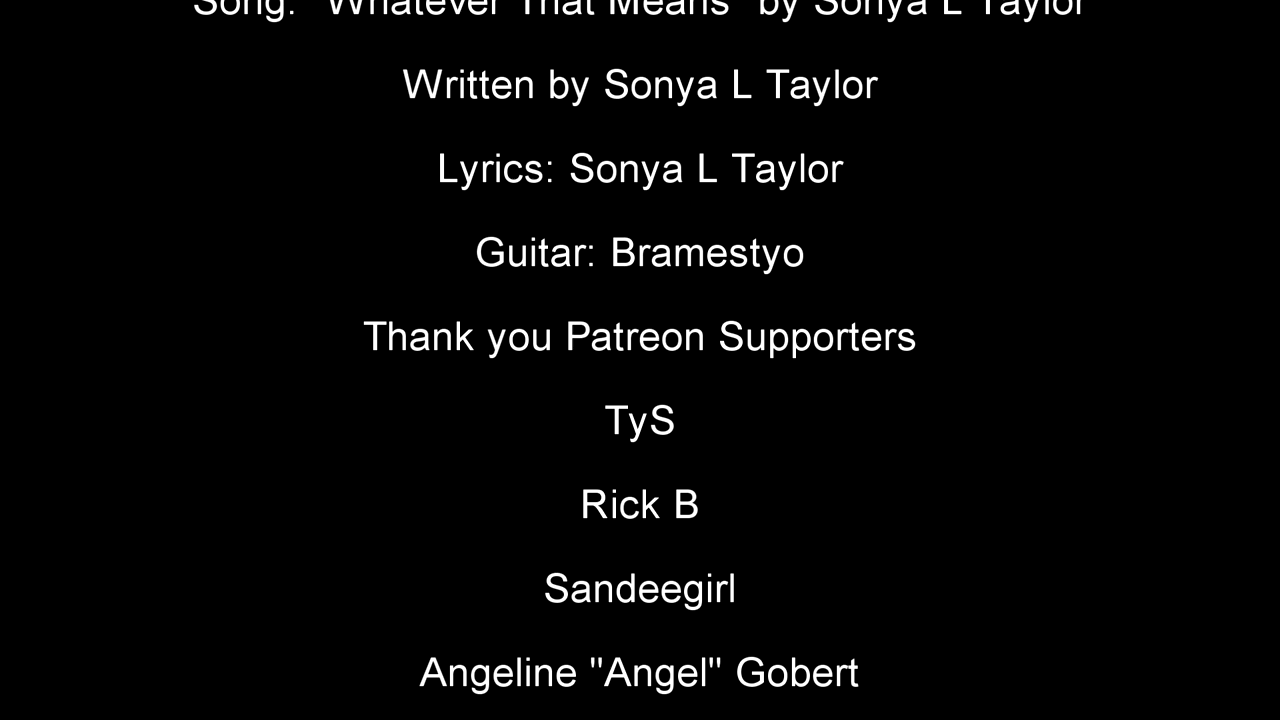 Song: "Whatever That Means" by Sonya L Taylor
Written by Sonya L Taylor
Lyrics: Sonya L Taylor
Guitar: Bramestyo
Thank you Patreon Supporters
TyS
Rick B
Sandeegirl
Angeline "Angel" Gobert